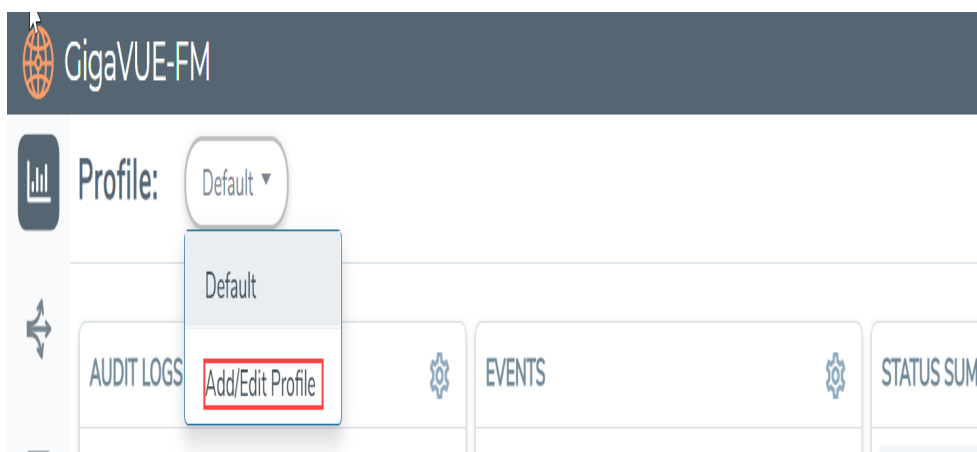 GigaVUE-FM
Profile: Default
Default
Add/Edit Profile
AUDIT LOGS EVENTS STATUS SUM